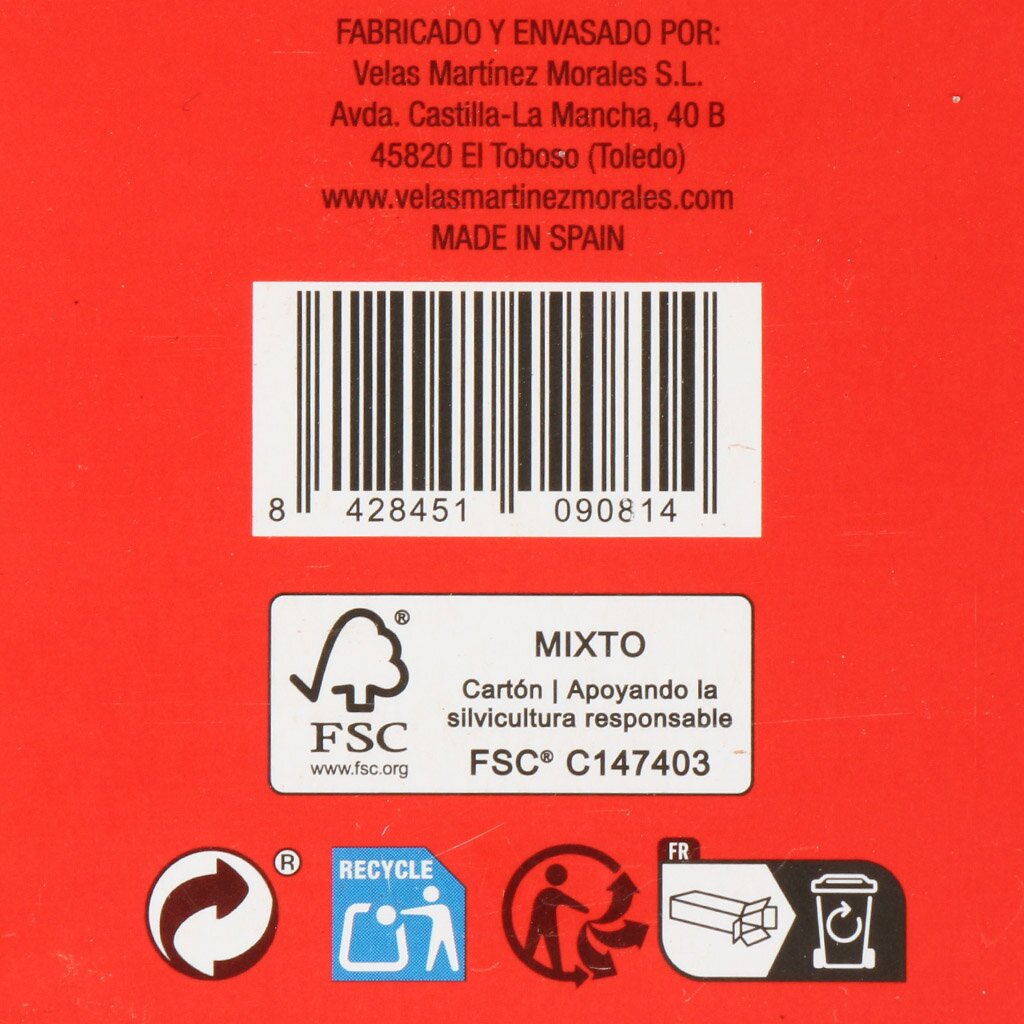 FABRICADO Y ENVASADO POR:
Velas Martínez Morales S.L.
Avda. Castilla-La Mancha, 40 B
45820 El Toboso (Toledo)
www.velasmartinezmorales.com
MADE IN SPAIN
8 428451 090814
®
FSC
www.fsc.org
MIXTO
Cartón | Apoyando la
silvicultura responsable
FSC® C147403
®
RECYCLE
FR